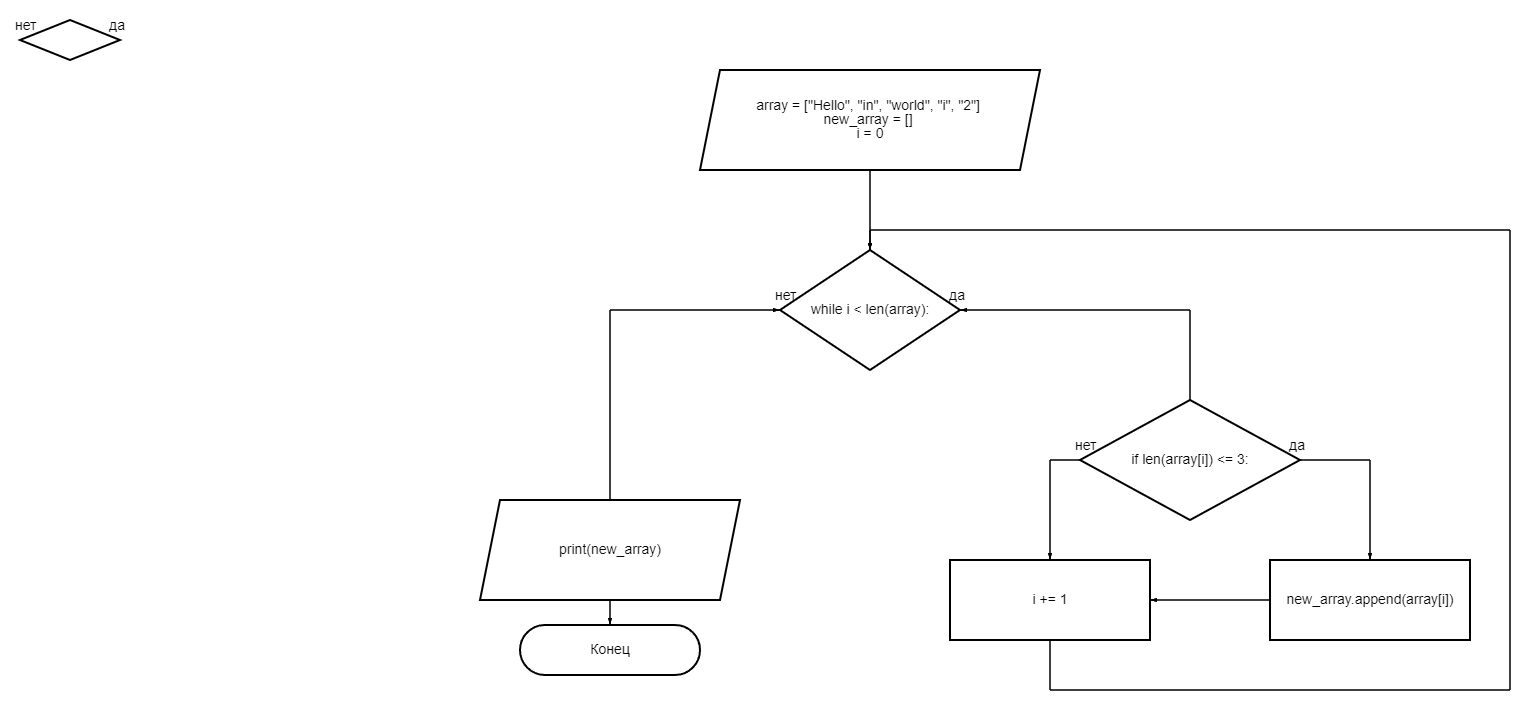 нет
да
array = ["Hello", "in", "world", "i", "2"]
new_array = []
i = 0
нет
да
while i < len(array):
нет
да
if len(array[i]) <= 3:
print(new_array)
i += 1
new_array.append(array[i])
Конец